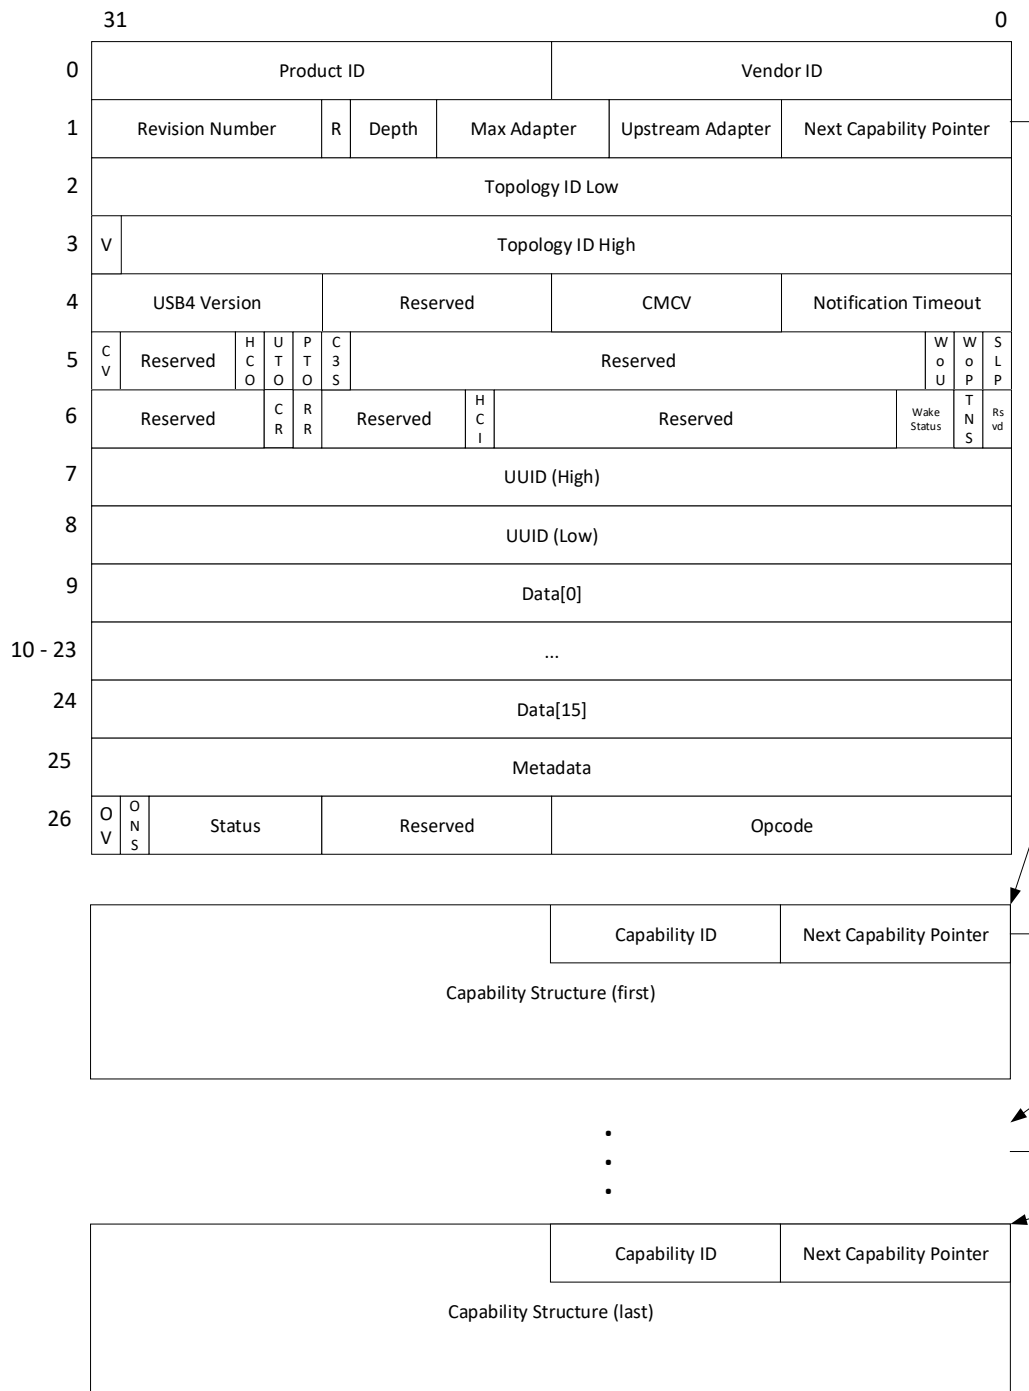 31 0
0 Product ID Vendor ID
1 Revision Number R Depth Max Adapter Upstream Adapter Next Capability Pointer
2 Topology ID Low
3 V Topology ID High
4 USB4 Version Reserved CMCV Notification Timeout
5 CV Reserved HCO UTO PTO C3S Reserved WoU WoP SLP
6 Reserved CR RR Reserved HCI Reserved Wake Status TNS Rsvd
7 UUID (High)
8 UUID (Low)
9 Data[0]
10 - 23 ...
24 Data[15]
25 Metadata
26 OV ONS Status Reserved Opcode
Capability ID Next Capability Pointer
Capability Structure (first)
Capability ID Next Capability Pointer
Capability Structure (last)